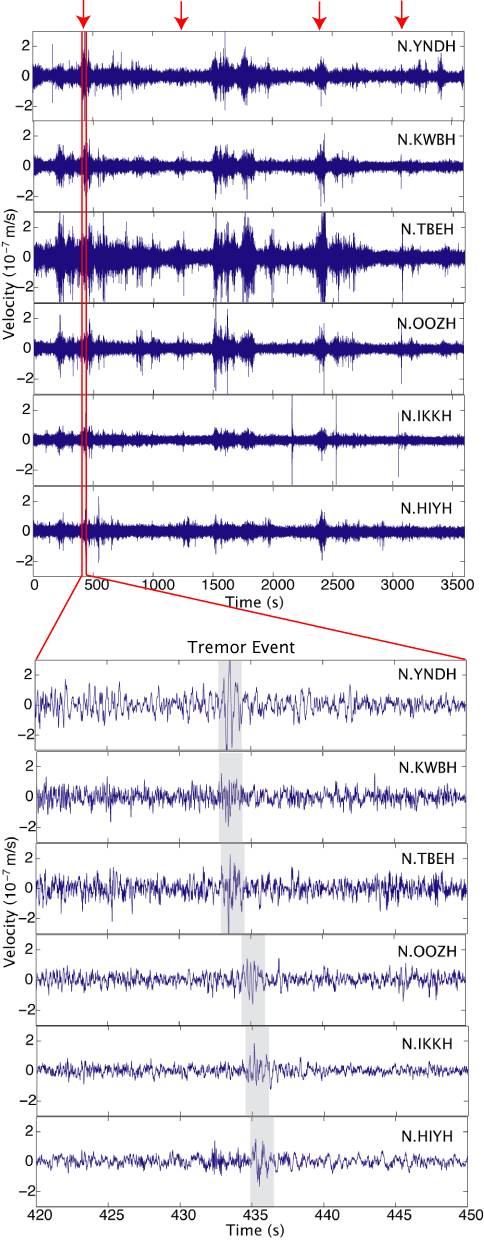 N.YNDH
2
0
−2
N.KWBH
2
0
−2
N.TBEH
2
0
−2
Velocity (10⁻⁷ m/s)
N.OOZH
2
0
−2
N.IKKH
2
0
−2
N.HIYH
2
0
−2
0 500 1000 1500 2000 2500 3000 3500
Time (s)
Tremor Event
N.YNDH
2
0
−2
N.KWBH
2
0
−2
N.TBEH
2
0
−2
Velocity (10⁻⁷ m/s)
N.OOZH
2
0
−2
N.IKKH
2
0
−2
N.HIYH
2
0
−2
420 425 430 435 440 445 450
Time (s)